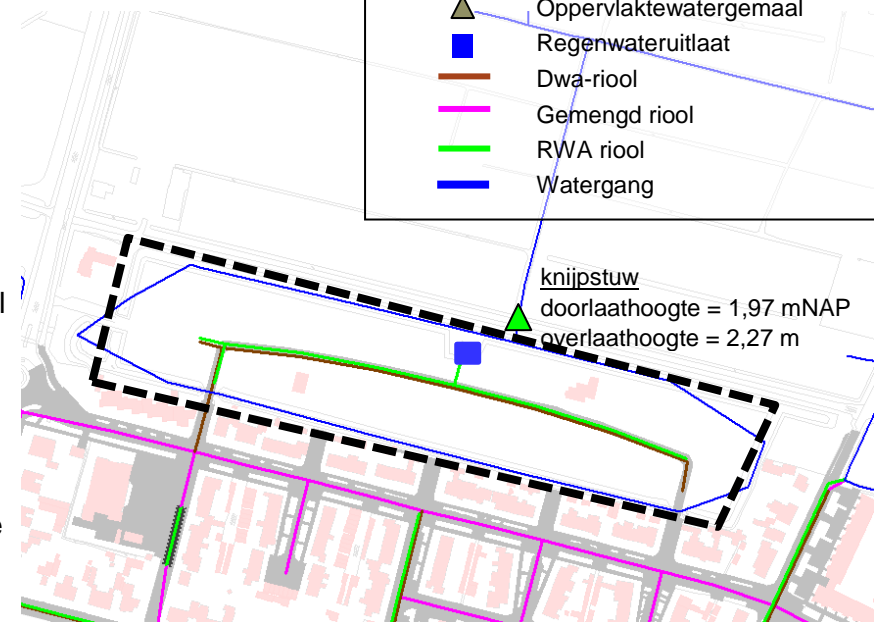 Oppervlaktewatergemaal
Regenwateruitlaat
Dwa-riool
Gemengd riool
RWA riool
Watergang
knijpstuw
doorlaathoogte = 1,97 mNAP
overlaathoogte = 2,27 m
l
e